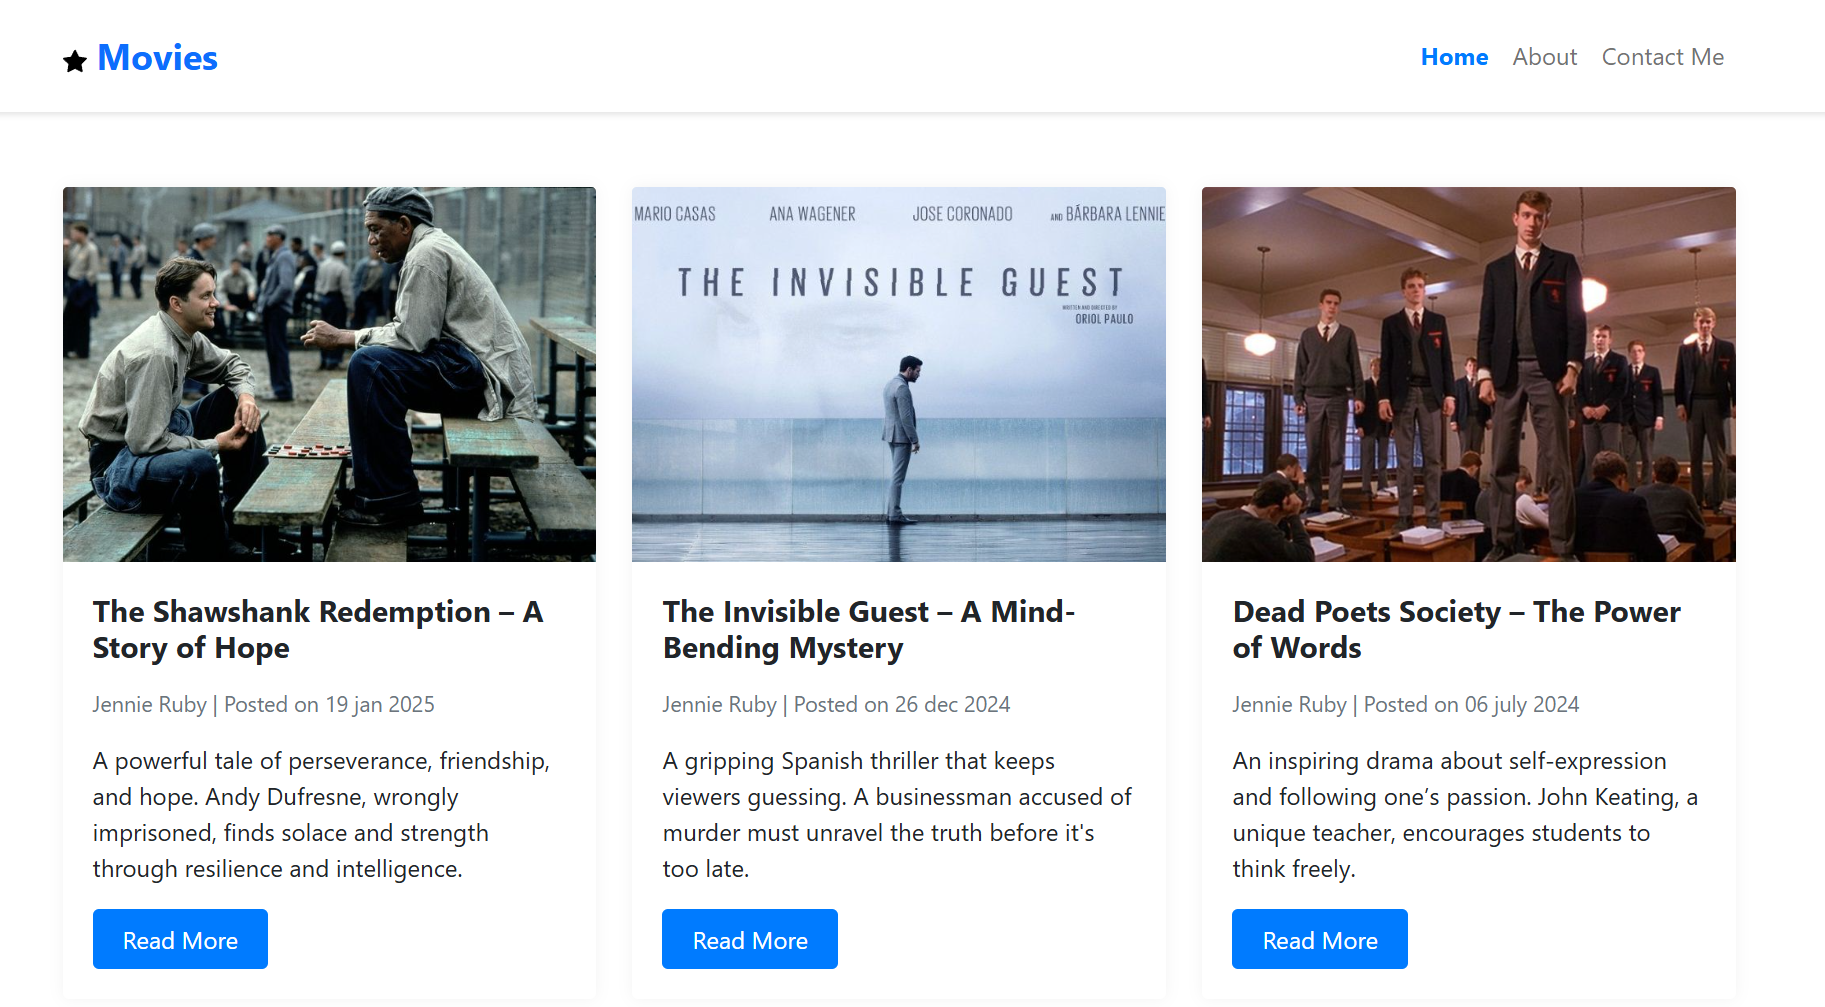 Movies
Home About Contact Me
MARIO CASAS ANA WAGENER JOSE CORONADO AND BÁRBARA LENNIE
THE INVISIBLE GUEST
WRITTEN AND DIRECTED BY
ORIOL PAULO
The Shawshank Redemption – A
Story of Hope
Jennie Ruby | Posted on 19 jan 2025
A powerful tale of perseverance, friendship,
and hope. Andy Dufresne, wrongly
imprisoned, finds solace and strength
through resilience and intelligence.
Read More
The Invisible Guest – A Mind-
Bending Mystery
Jennie Ruby | Posted on 26 dec 2024
A gripping Spanish thriller that keeps
viewers guessing. A businessman accused of
murder must unravel the truth before it's
too late.
Read More
Dead Poets Society – The Power
of Words
Jennie Ruby | Posted on 06 july 2024
An inspiring drama about self-expression
and following one’s passion. John Keating, a
unique teacher, encourages students to
think freely.
Read More